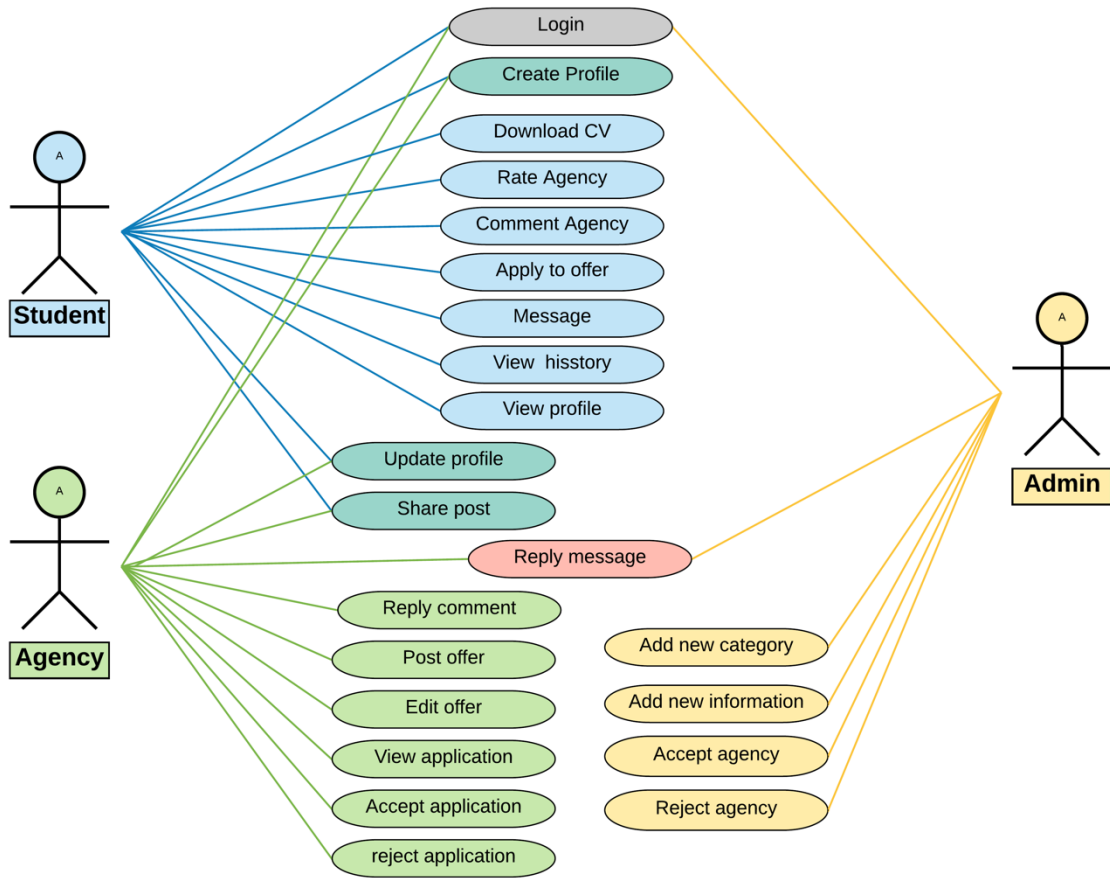 Login
Create Profile
Download CV
A
Rate Agency
Comment Agency
Apply to offer
Student
Message
A
View  hisstory
View profile
Update profile
A
Admin
Share post
Reply message
Reply comment
Agency
Add new category
Post offer
Add new information
Edit offer
View application
Accept agency
Accept application
Reject agency
reject application